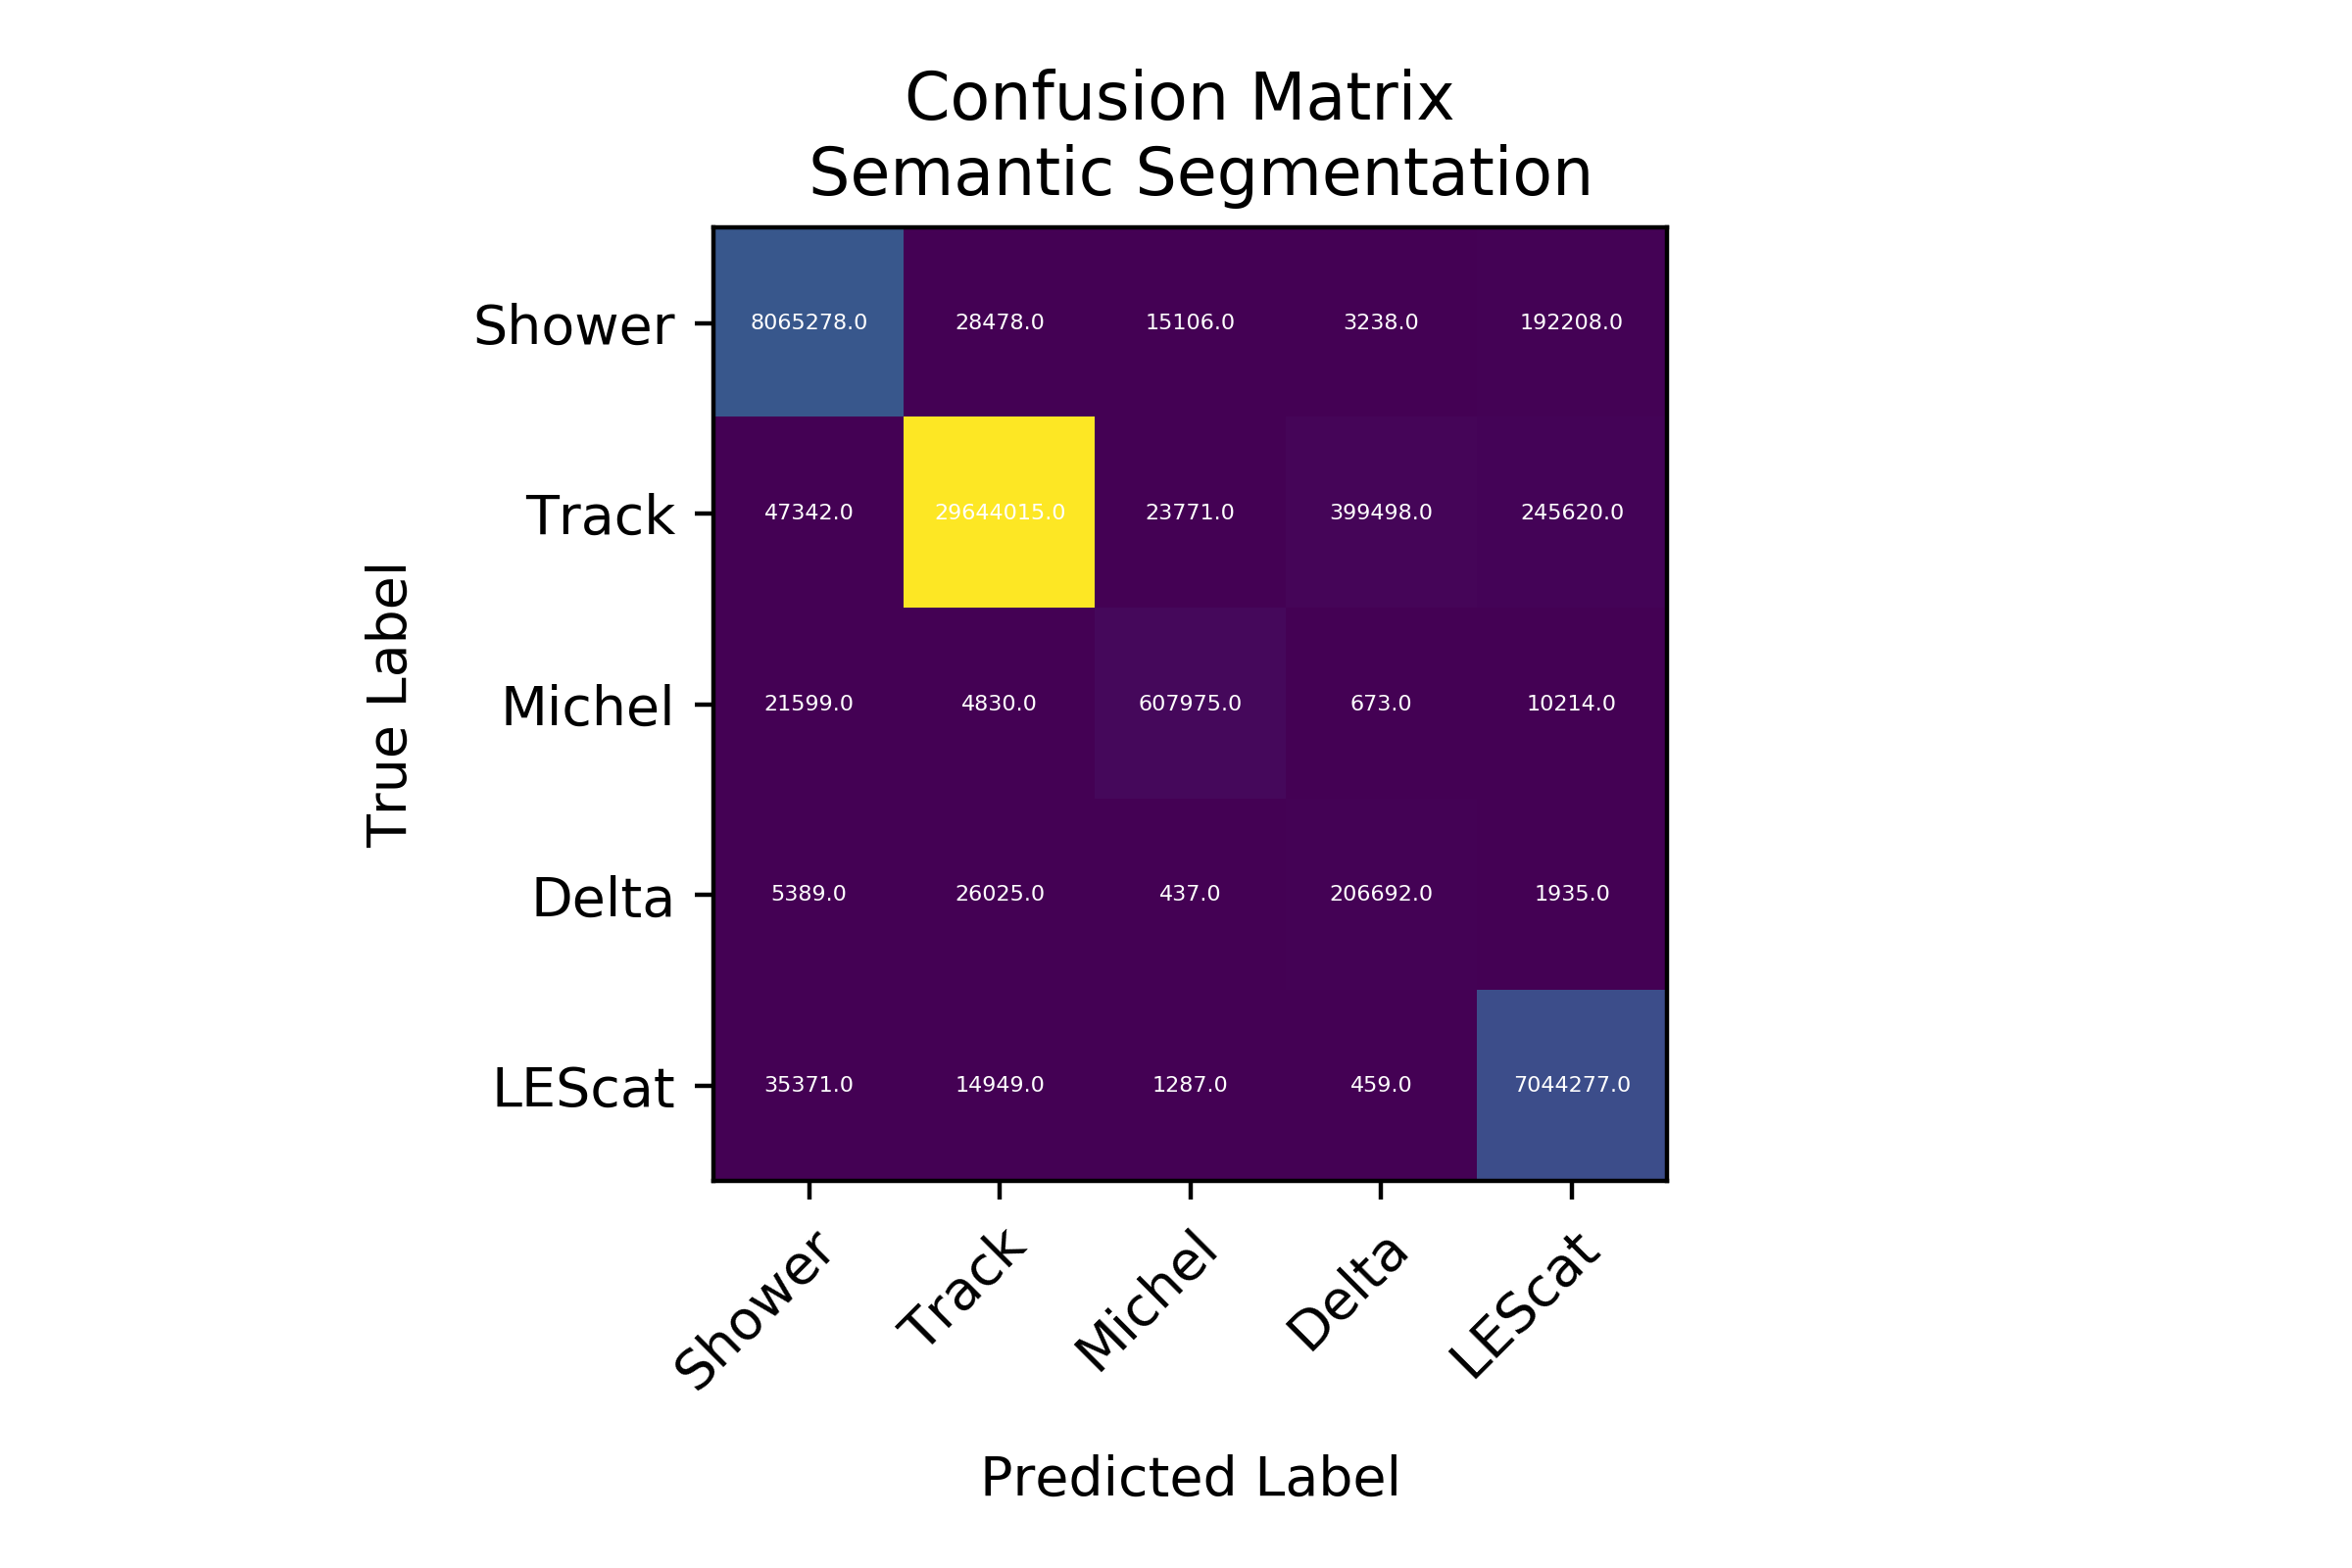 Confusion Matrix
Semantic Segmentation
True Label
Shower 8065278.0 28478.0 15106.0 3238.0 192208.0
Track 47342.0 29644015.0 23771.0 399498.0 245620.0
Michel 21599.0 4830.0 607975.0 673.0 10214.0
Delta 5389.0 26025.0 437.0 206692.0 1935.0
LEScat 35371.0 14949.0 1287.0 459.0 7044277.0
Shower Track Michel Delta LEScat
Predicted Label